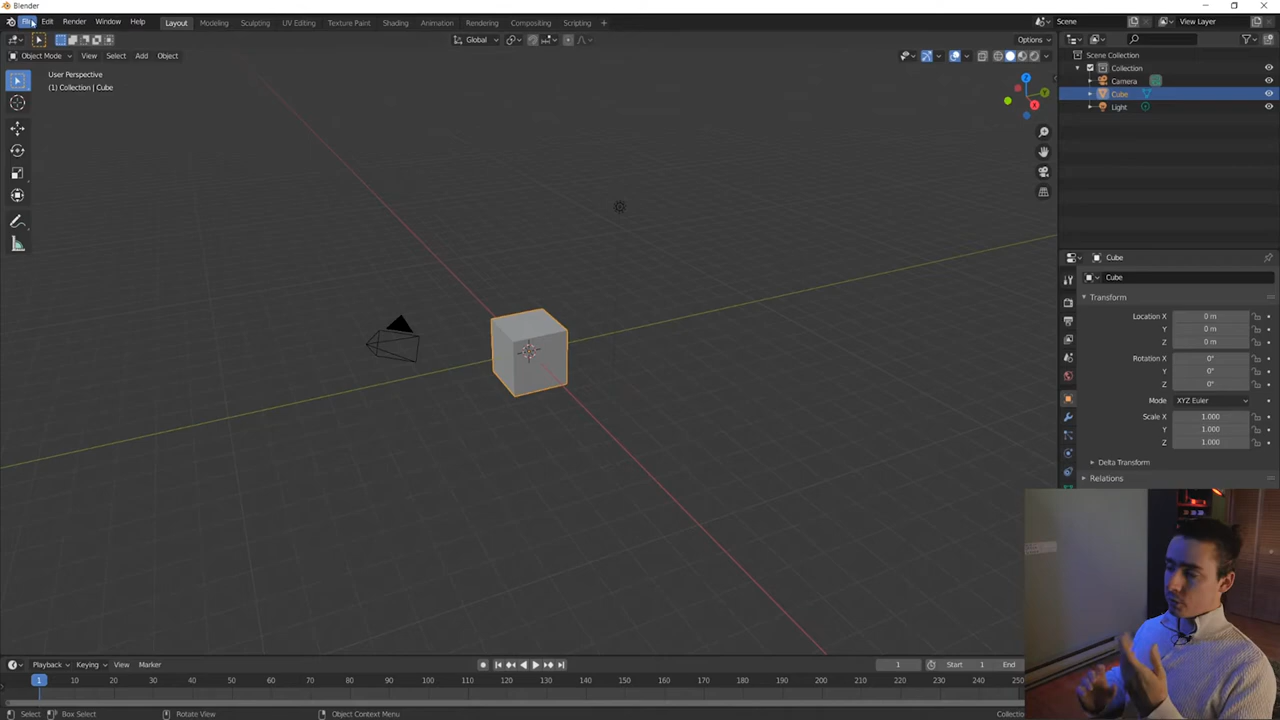 Blender
File Edit Render Window Help Layout Modeling Sculpting UV Editing Texture Paint Shading Animation Rendering Compositing Scripting + Scene View Layer
Global Options
Object Mode View Select Add Object
User Perspective
(1) Collection | Cube
X
Y
Z
Scene Collection
Collection
Camera
Cube
Light
Cube
Cube
Transform
Location X 0 m
Y 0 m
Z 0 m
Rotation X 0°
Y 0°
Z 0°
Mode XYZ Euler
Scale X 1.000
Y 1.000
Z 1.000
Delta Transform
Relations
Playback Keying View Marker 1 Start 1 End
1 10 20 30 40 50 60 70 80 90 100 110 120 130 140 150 160 170 180 190 200 210 220 230 240 250
Select Box Select Rotate View Object Context Menu Collectio